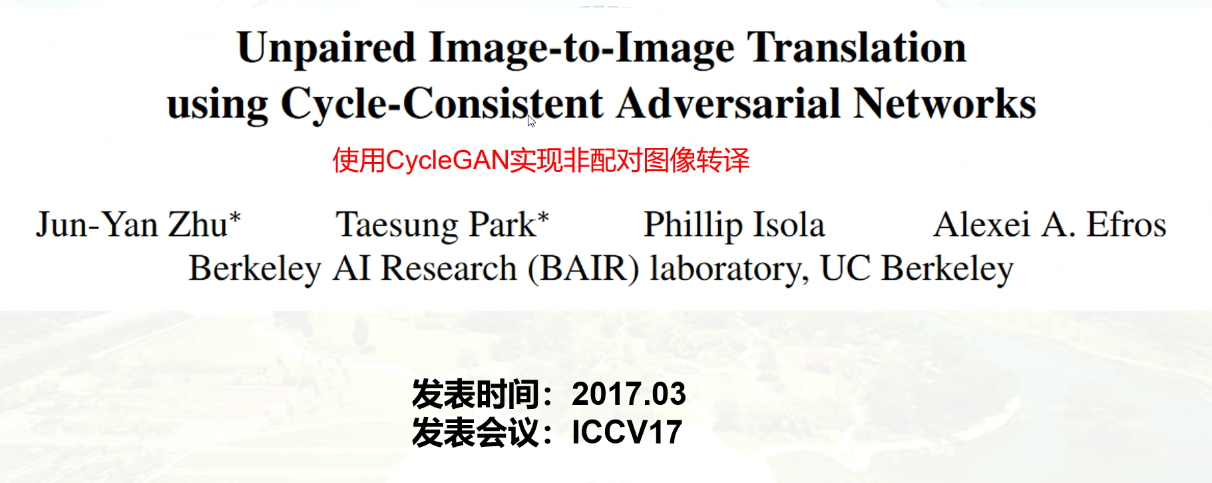 Unpaired Image-to-Image Translation
using Cycle-Consistent Adversarial Networks
使用CycleGAN实现非配对图像转译
Jun-Yan Zhu* Taesung Park* Phillip Isola Alexei A. Efros
Berkeley AI Research (BAIR) laboratory, UC Berkeley
发表时间：2017.03
发表会议：ICCV17